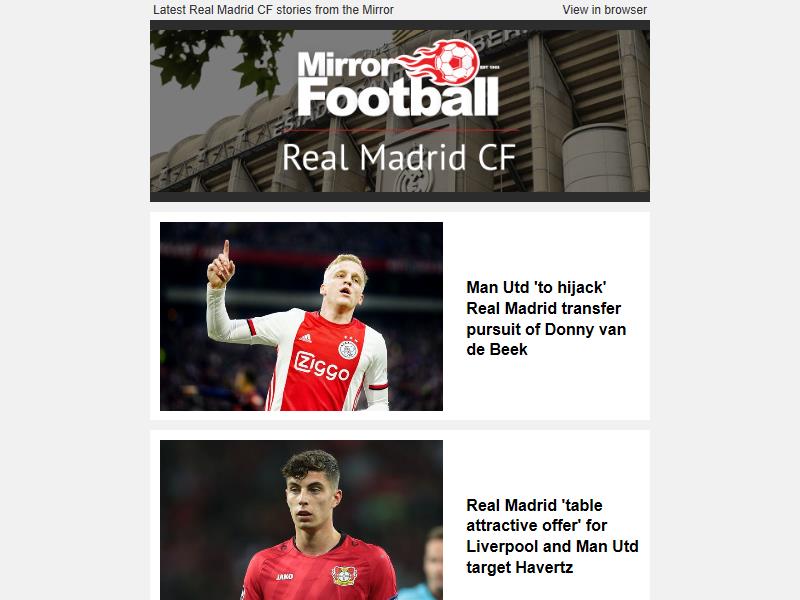 Latest Real Madrid CF stories from the Mirror
View in browser
Mirror
EST 1903
Football
Real Madrid CF
Ziggo
Man Utd 'to hijack'
Real Madrid transfer
pursuit of Donny van
de Beek
JAKO
Real Madrid 'table
attractive offer' for
Liverpool and Man Utd
target Havertz